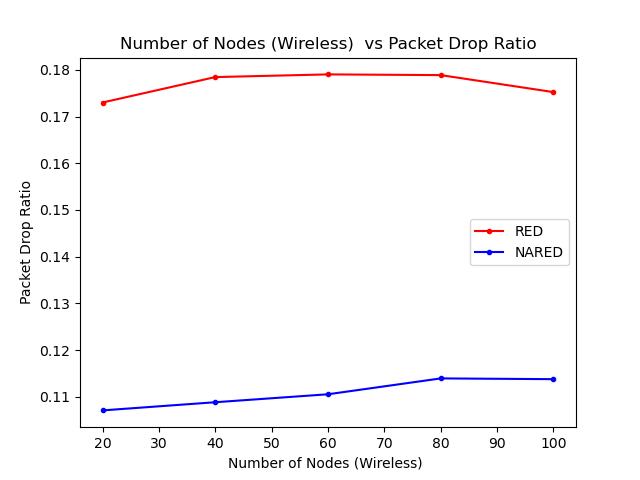 Number of Nodes (Wireless)  vs Packet Drop Ratio
0.18
0.17
0.16
0.15
0.14
0.13
0.12
0.11
Packet Drop Ratio
RED
NARED
20 30 40 50 60 70 80 90 100
Number of Nodes (Wireless)